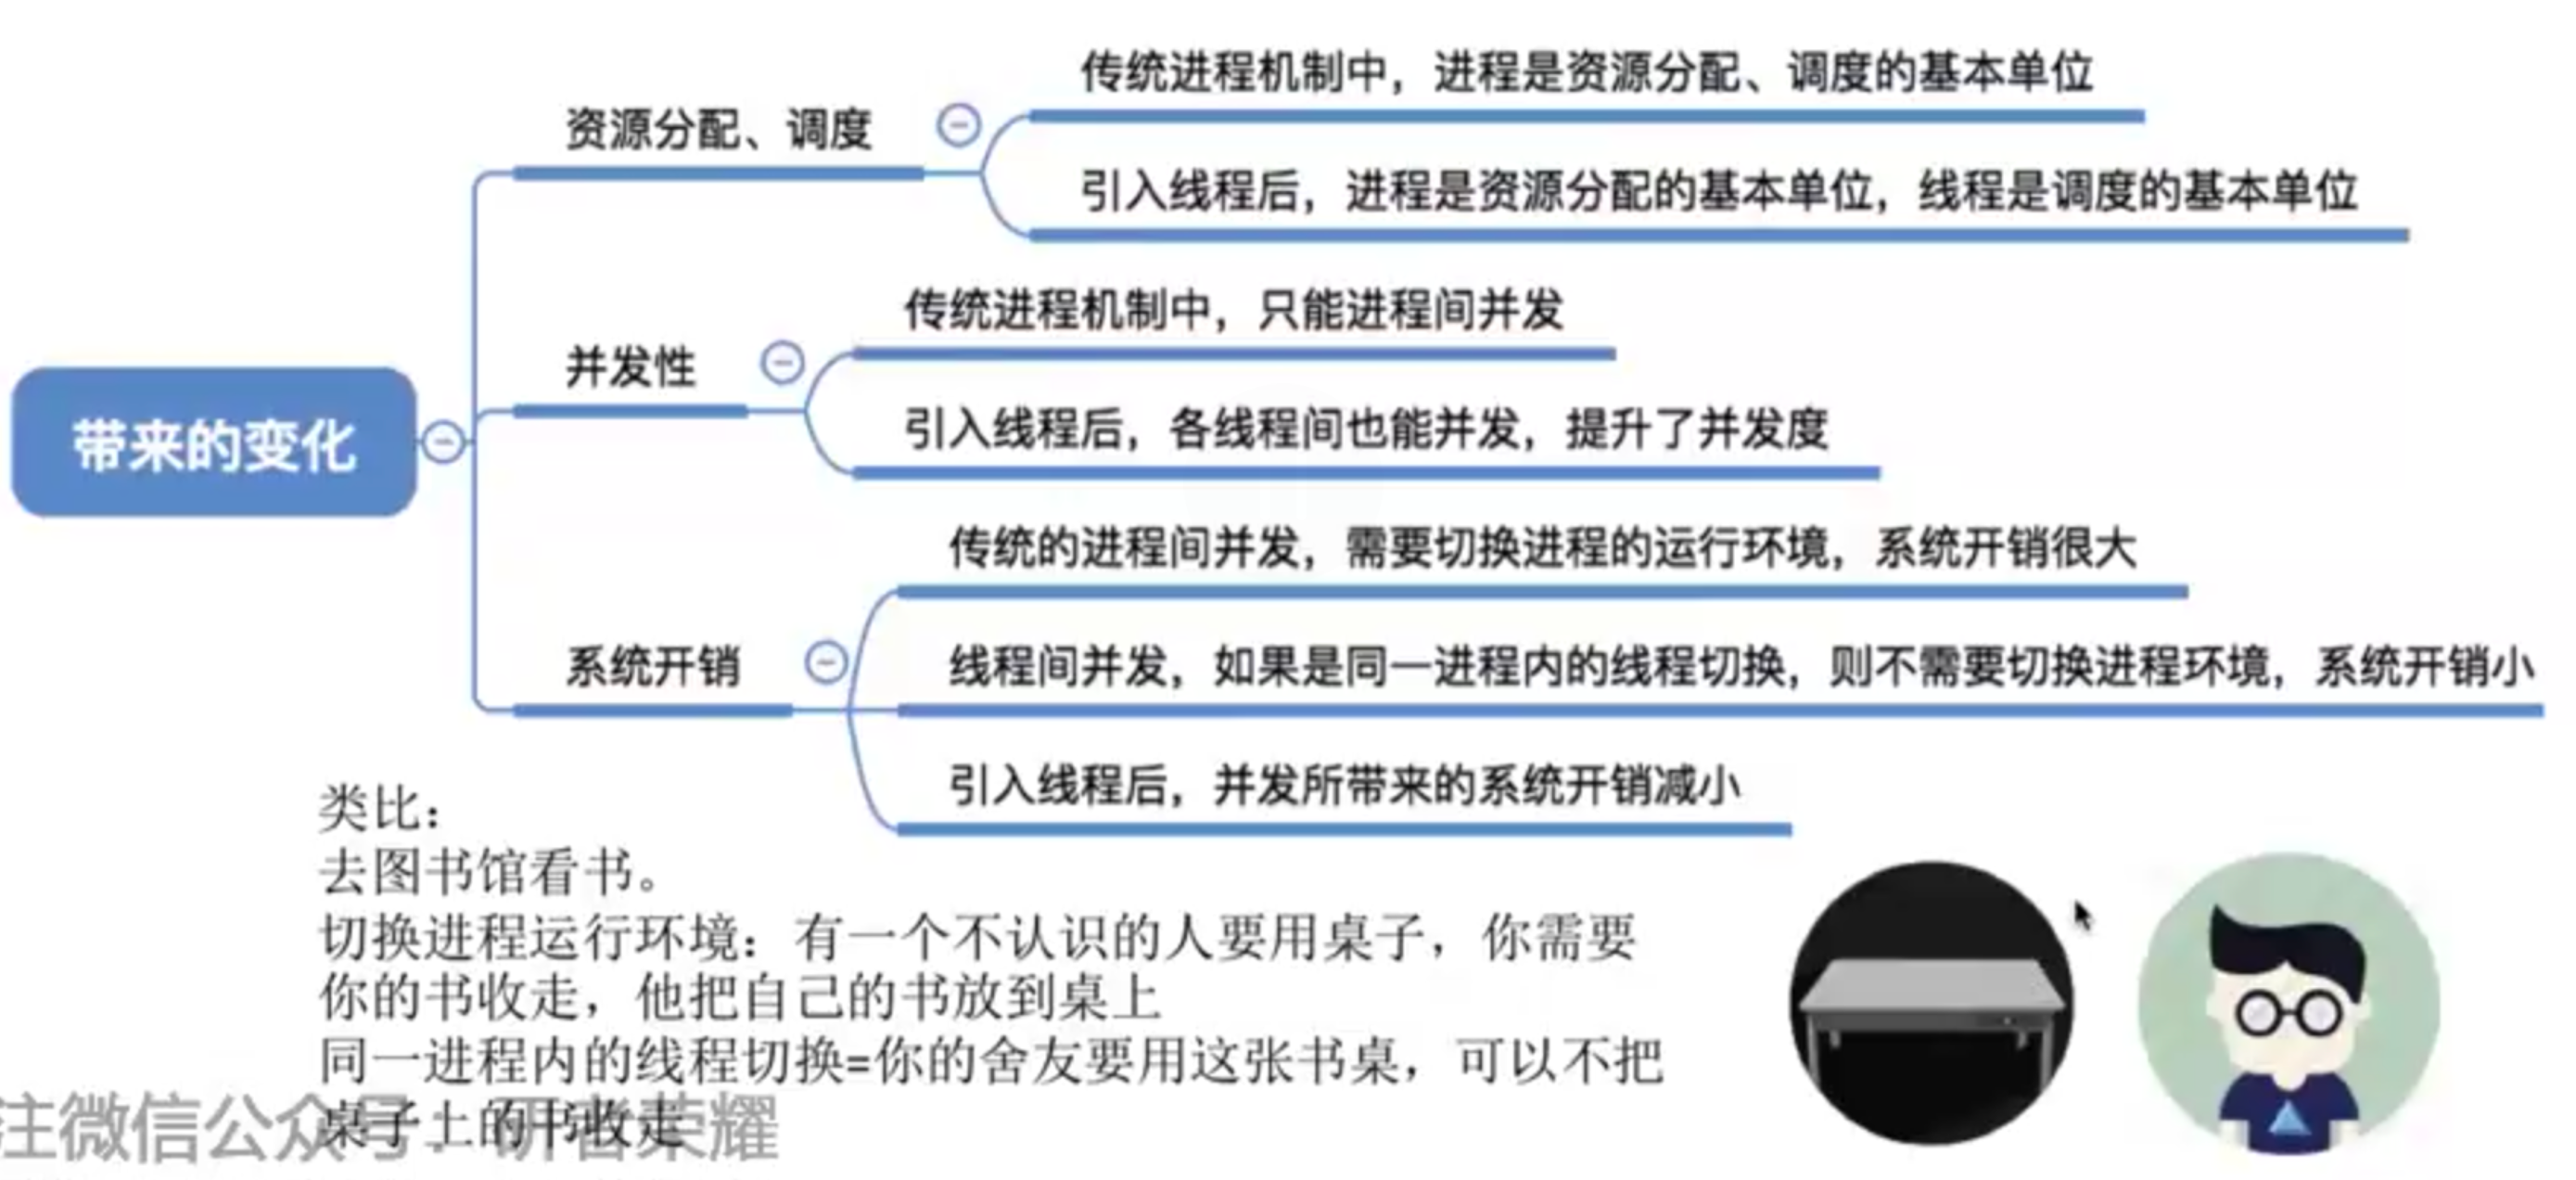 资源分配、调度
传统进程机制中，进程是资源分配、调度的基本单位
引入线程后，进程是资源分配的基本单位，线程是调度的基本单位
带来的变化
并发性
传统进程机制中，只能进程间并发
引入线程后，各线程间也能并发，提升了并发度
系统开销
传统的进程间并发，需要切换进程的运行环境，系统开销很大
线程间并发，如果是同一进程内的线程切换，则不需要切换进程环境，系统开销小
引入线程后，并发所带来的系统开销减小
类比：
去图书馆看书。
切换进程运行环境：有一个不认识的人要用桌子，你需要
你的书收走，他把自己的书放到桌上
同一进程内的线程切换=你的舍友要用这张书桌，可以不把
桌子上的书收走
注微信公众号：研者荣耀